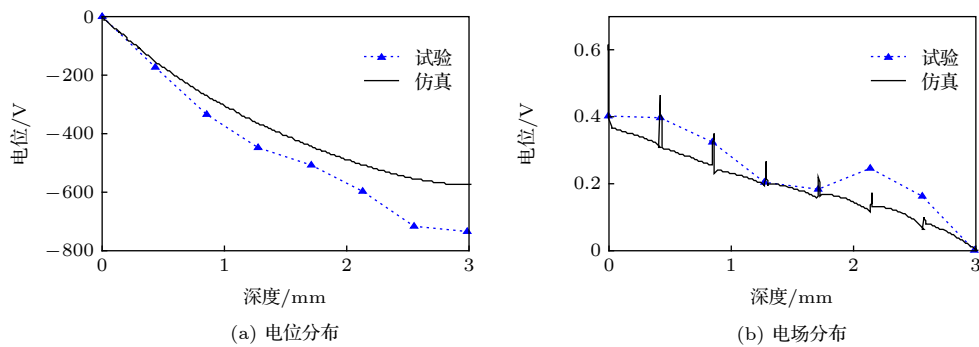 0
−200
−400
−600
−800
电位/V
试验
仿真
0
1
2
3
深度/mm
(a) 电位分布
0.6
0.4
0.2
0
电位/V
试验
仿真
0
1
2
3
深度/mm
(b) 电场分布